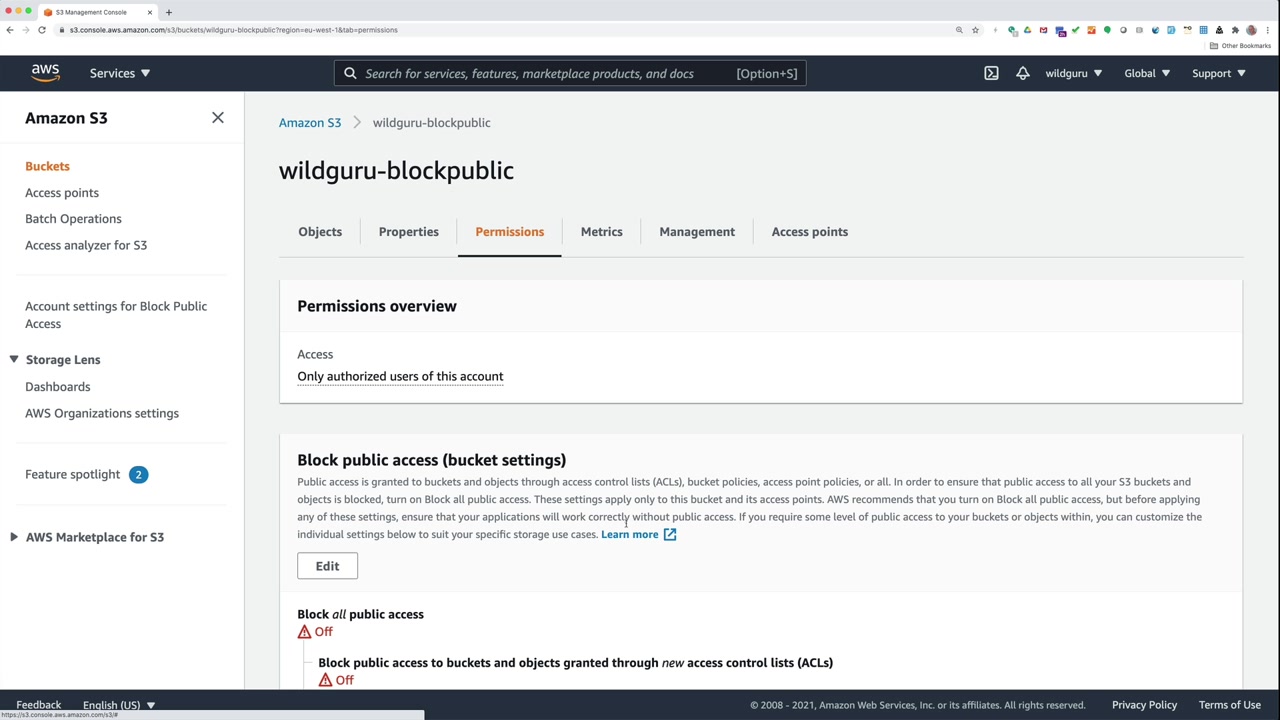 S3 Management Console
s3.console.aws.amazon.com/s3/buckets/wildguru-blockpublic?region=eu-west-1&tab=permissions
Other Bookmarks
aws
Services
Search for services, features, marketplace products, and docs [Option+S]
wildguru
Global
Support
Amazon S3
Buckets
Access points
Batch Operations
Access analyzer for S3
Account settings for Block Public
Access
Storage Lens
Dashboards
AWS Organizations settings
Feature spotlight 2
AWS Marketplace for S3
Amazon S3 > wildguru-blockpublic
wildguru-blockpublic
Objects
Properties
Permissions
Metrics
Management
Access points
Permissions overview
Access
Only authorized users of this account
Block public access (bucket settings)
Public access is granted to buckets and objects through access control lists (ACLs), bucket policies, access point policies, or all. In order to ensure that public access to all your S3 buckets and
objects is blocked, turn on Block all public access. These settings apply only to this bucket and its access points. AWS recommends that you turn on Block all public access, but before applying
any of these settings, ensure that your applications will work correctly without public access. If you require some level of public access to your buckets or objects within, you can customize the
individual settings below to suit your specific storage use cases. Learn more
Edit
Block all public access
Off
Block public access to buckets and objects granted through new access control lists (ACLs)
Off
Feedback
English (US)
© 2008 - 2021, Amazon Web Services, Inc. or its affiliates. All rights reserved.
Privacy Policy
Terms of Use
https://s3.console.aws.amazon.com/s3/#